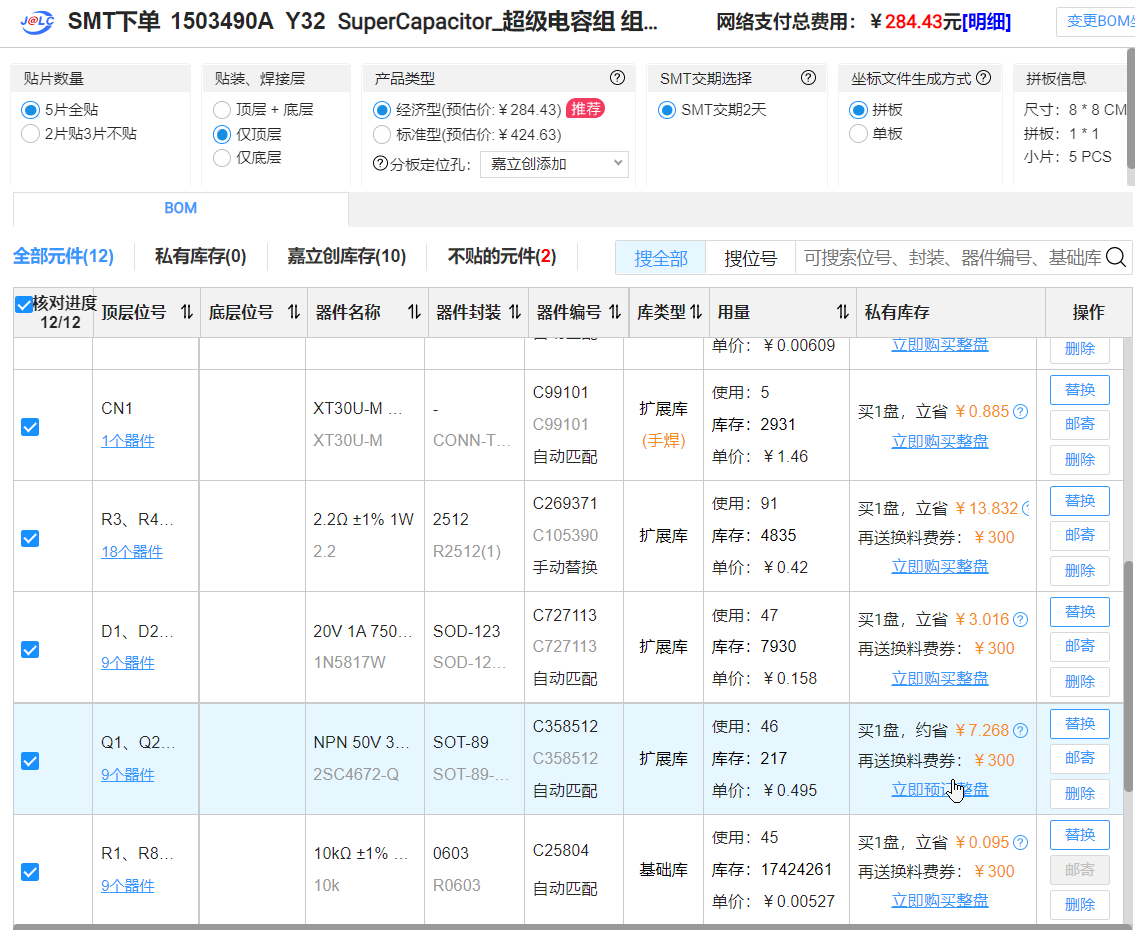 J@LC SMT下单 1503490A Y32 SuperCapacitor_超级电容组 组... 网络支付总费用：￥284.43元[明细] 变更BOM
贴片数量
5片全贴
2片贴3片不贴
贴装、焊接层
顶层 + 底层
仅顶层
仅底层
产品类型
经济型(预估价:￥284.43) 推荐
标准型(预估价:￥424.63)
分板定位孔： 嘉立创添加
SMT交期选择
SMT交期2天
坐标文件生成方式
拼板
单板
拼板信息
尺寸：8 * 8 CM
拼板：1 * 1
小片：5 PCS
BOM
全部元件(12) 私有库存(0) 嘉立创库存(10) 不贴的元件(2) 搜全部 搜位号 可搜索位号、封装、器件编号、基础库
核对进度 12/12 顶层位号 底层位号 器件名称 器件封装 器件编号 库类型 用量 私有库存 操作
单价：￥0.00609 立即购买整盘 删除
CN1
1个器件
XT30U-M ...
XT30U-M
-
CONN-T...
C99101
C99101
自动匹配
扩展库
(手焊)
使用：5
库存：2931
单价：￥1.46
买1盘，立省 ￥0.885
立即购买整盘
替换
邮寄
删除
R3、R4...
18个器件
2.2Ω ±1% 1W
2.2
2512
R2512(1)
C269371
C105390
手动替换
扩展库
使用：91
库存：4835
单价：￥0.42
买1盘，立省 ￥13.832
再送换料费券：￥300
立即购买整盘
替换
邮寄
删除
D1、D2...
9个器件
20V 1A 750...
1N5817W
SOD-123
SOD-12...
C727113
C727113
自动匹配
扩展库
使用：47
库存：7930
单价：￥0.158
买1盘，立省 ￥3.016
再送换料费券：￥300
立即购买整盘
替换
邮寄
删除
Q1、Q2...
9个器件
NPN 50V 3...
2SC4672-Q
SOT-89
SOT-89-...
C358512
C358512
自动匹配
扩展库
使用：46
库存：217
单价：￥0.495
买1盘，约省 ￥7.268
再送换料费券：￥300
立即预订整盘
替换
邮寄
删除
R1、R8...
9个器件
10kΩ ±1% ...
10k
0603
R0603
C25804
自动匹配
基础库
使用：45
库存：17424261
单价：￥0.00527
买1盘，立省 ￥0.095
再送换料费券：￥300
立即购买整盘
替换
邮寄
删除